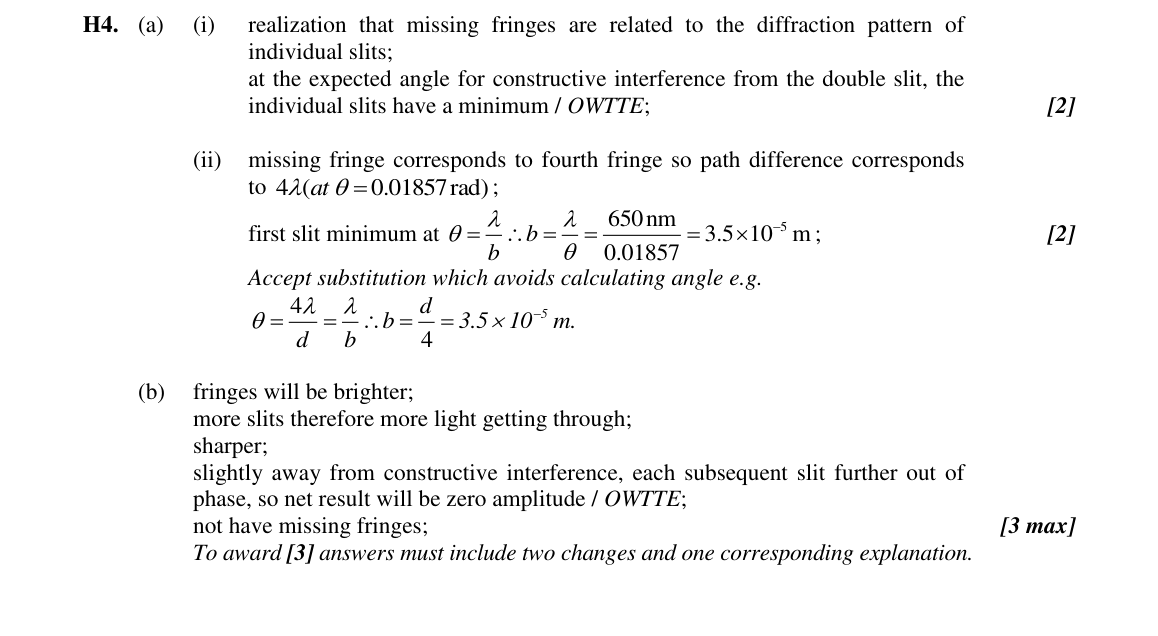 H4. (a) (i) realization that missing fringes are related to the diffraction pattern of
individual slits;
at the expected angle for constructive interference from the double slit, the
individual slits have a minimum / OWTTE; [2]
(ii) missing fringe corresponds to fourth fringe so path difference corresponds
to 4λ(at θ = 0.01857 rad) ;
first slit minimum at θ = λ/b ∴ b = λ/θ = 650 nm/0.01857 = 3.5×10⁻⁵ m ; [2]
Accept substitution which avoids calculating angle e.g.
θ = 4λ/d = λ/b ∴ b = d/4 = 3.5 × 10⁻⁵ m.
(b) fringes will be brighter;
more slits therefore more light getting through;
sharper;
slightly away from constructive interference, each subsequent slit further out of
phase, so net result will be zero amplitude / OWTTE;
not have missing fringes; [3 max]
To award [3] answers must include two changes and one corresponding explanation.